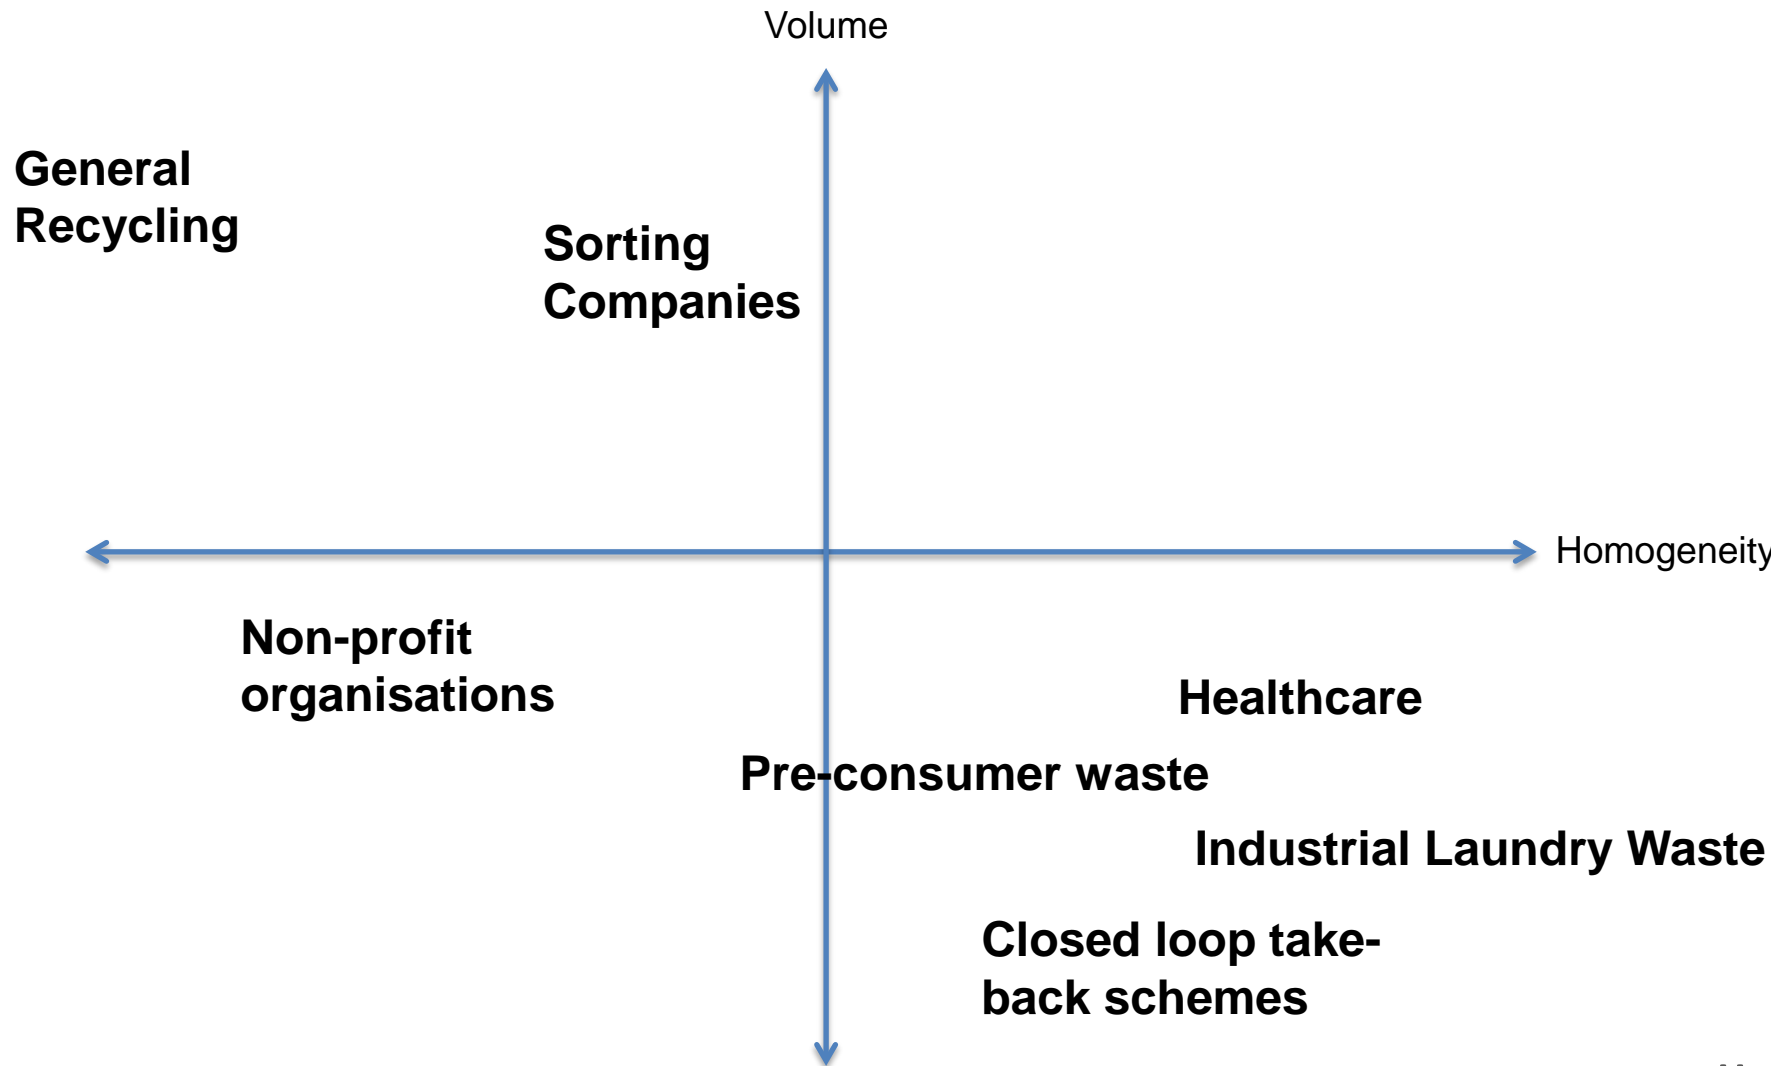 Volume
General
Recycling
Sorting
Companies
Homogeneity
Non-profit
organisations
Healthcare
Pre-consumer waste
Industrial Laundry Waste
Closed loop take-
back schemes